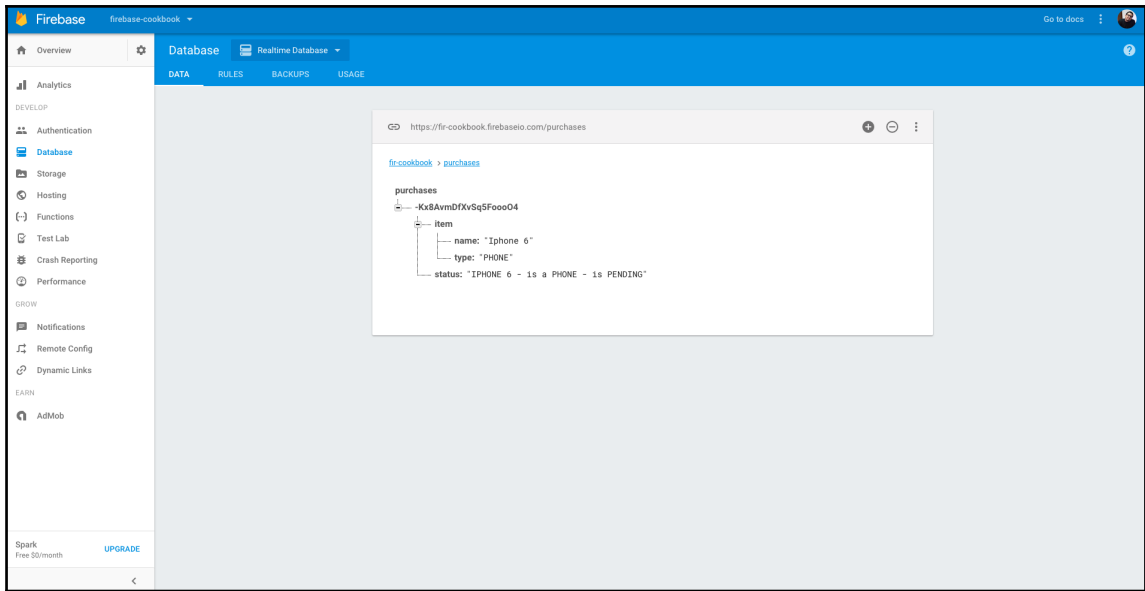 Firebase firebase-cookbook Go to docs
Overview
Database Realtime Database
DATA RULES BACKUPS USAGE
Analytics
DEVELOP
Authentication
Database
Storage
Hosting
Functions
Test Lab
Crash Reporting
Performance
GROW
Notifications
Remote Config
Dynamic Links
EARN
AdMob
Spark
Free $0/month
UPGRADE
https://fir-cookbook.firebaseio.com/purchases
fir-cookbook > purchases
purchases
-Kx8AvmDfXvSq5FoooO4
item
name: "Iphone 6"
type: "PHONE"
status: "IPHONE 6 - is a PHONE - is PENDING"